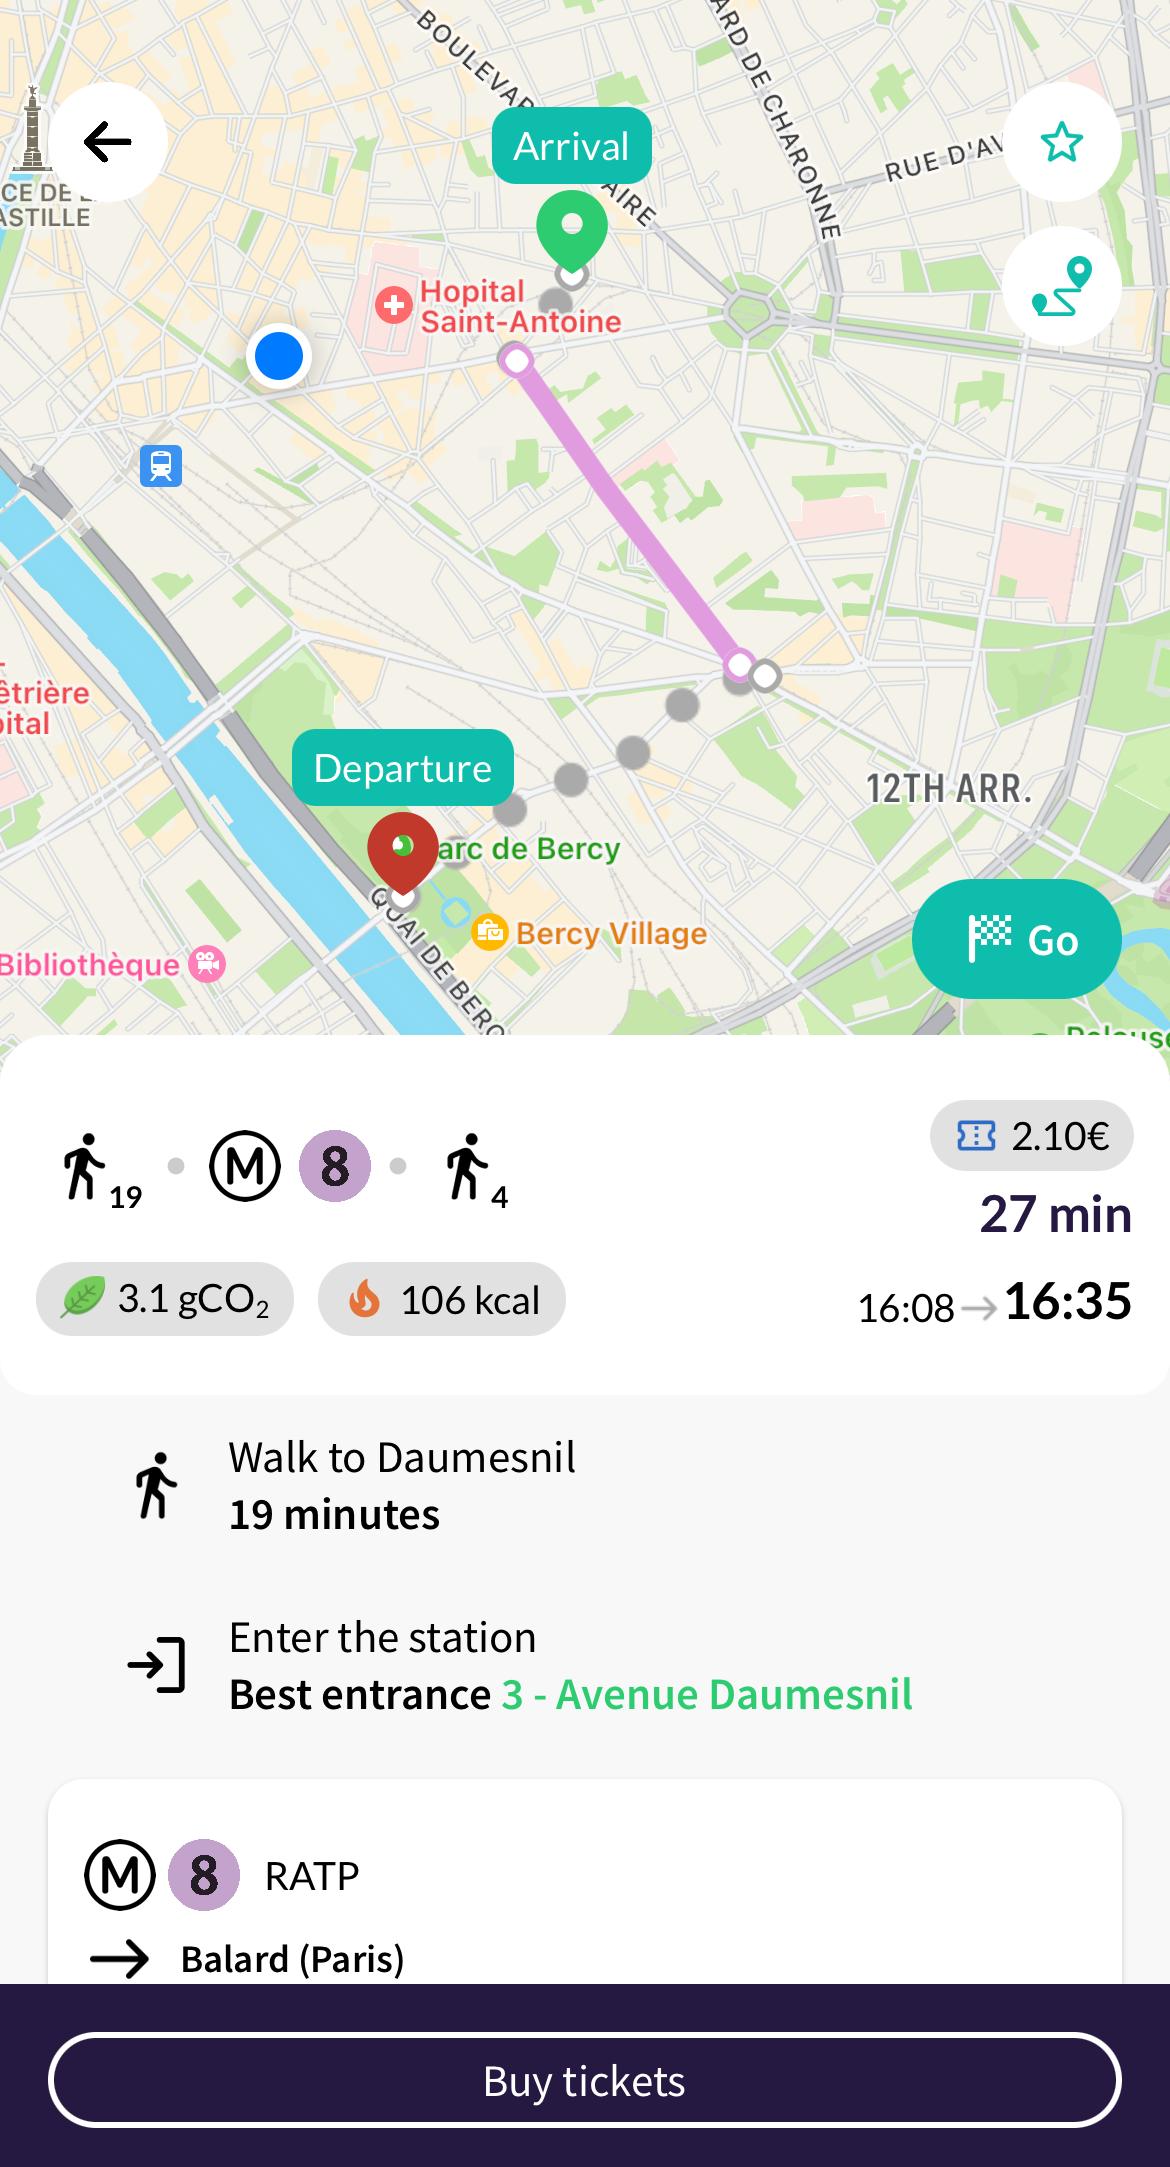 BOULEVAR
AIRE
ARD DE CHARONNE
RUE D'AV
Arrival
CE DE L
ASTILLE
Hopital
Saint-Antoine
êtrière
pital
Departure
12TH ARR.
arc de Bercy
QUAI DE BERC
Bercy Village
Bibliothèque
Go
Pelouse
19
M
8
4
2.10€
27 min
3.1 gCO₂
106 kcal
16:08 → 16:35
Walk to Daumesnil
19 minutes
Enter the station
Best entrance 3 - Avenue Daumesnil
M 8 RATP
→ Balard (Paris)
Buy tickets